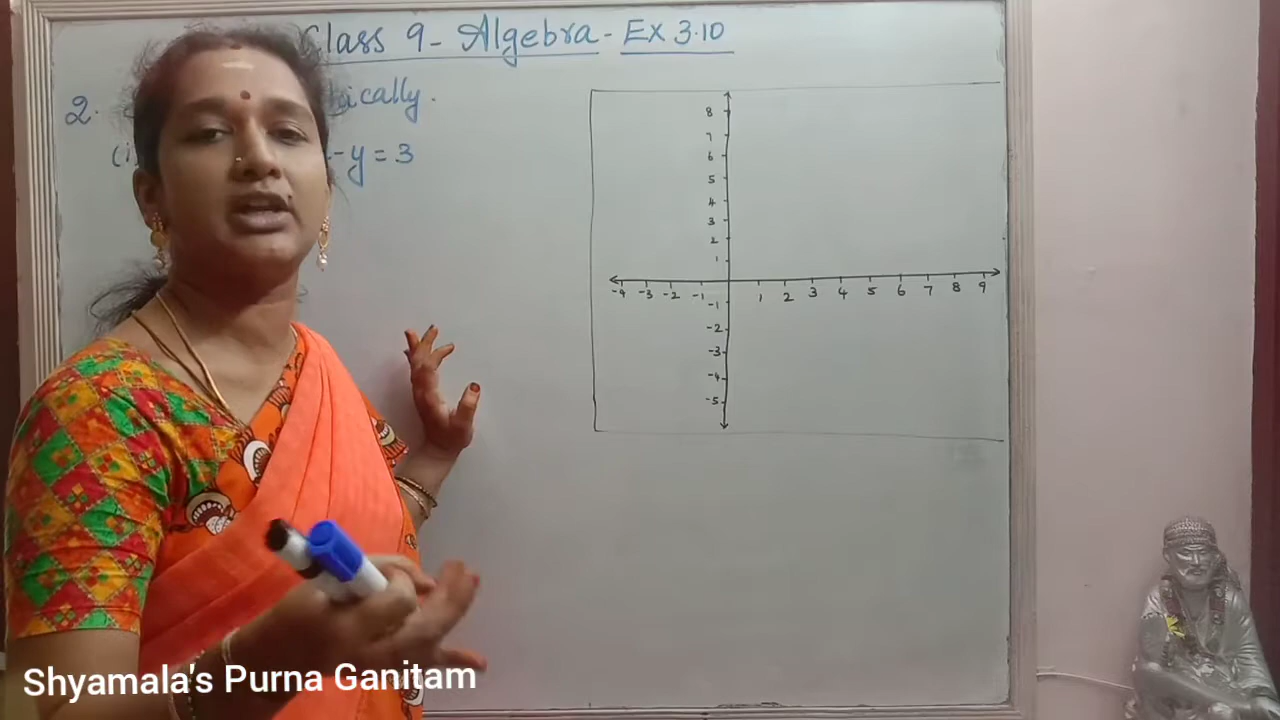 Class 9 - Algebra - Ex 3.10
2. ically.
(i - y = 3
8
7
6
5
4
3
2
1
-4 -3 -2 -1 1 2 3 4 5 6 7 8 9
-1
-2
-3
-4
-5
Shyamala's Purna Ganitam